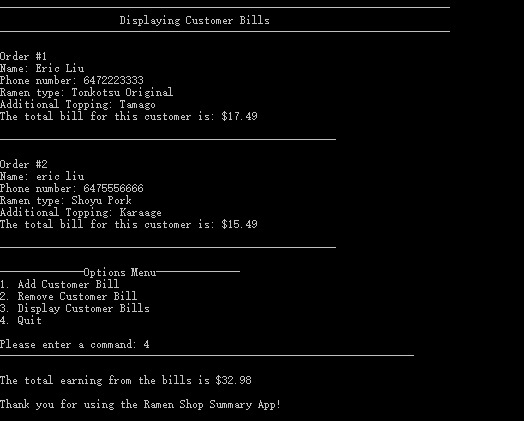 Displaying Customer Bills
Order #1
Name: Eric Liu
Phone number: 6472223333
Ramen type: Tonkotsu Original
Additional Topping: Tamago
The total bill for this customer is: $17.49
Order #2
Name: eric liu
Phone number: 6475556666
Ramen type: Shoyu Pork
Additional Topping: Karaage
The total bill for this customer is: $15.49
Options Menu
1. Add Customer Bill
2. Remove Customer Bill
3. Display Customer Bills
4. Quit
Please enter a command: 4
The total earning from the bills is $32.98
Thank you for using the Ramen Shop Summary App!